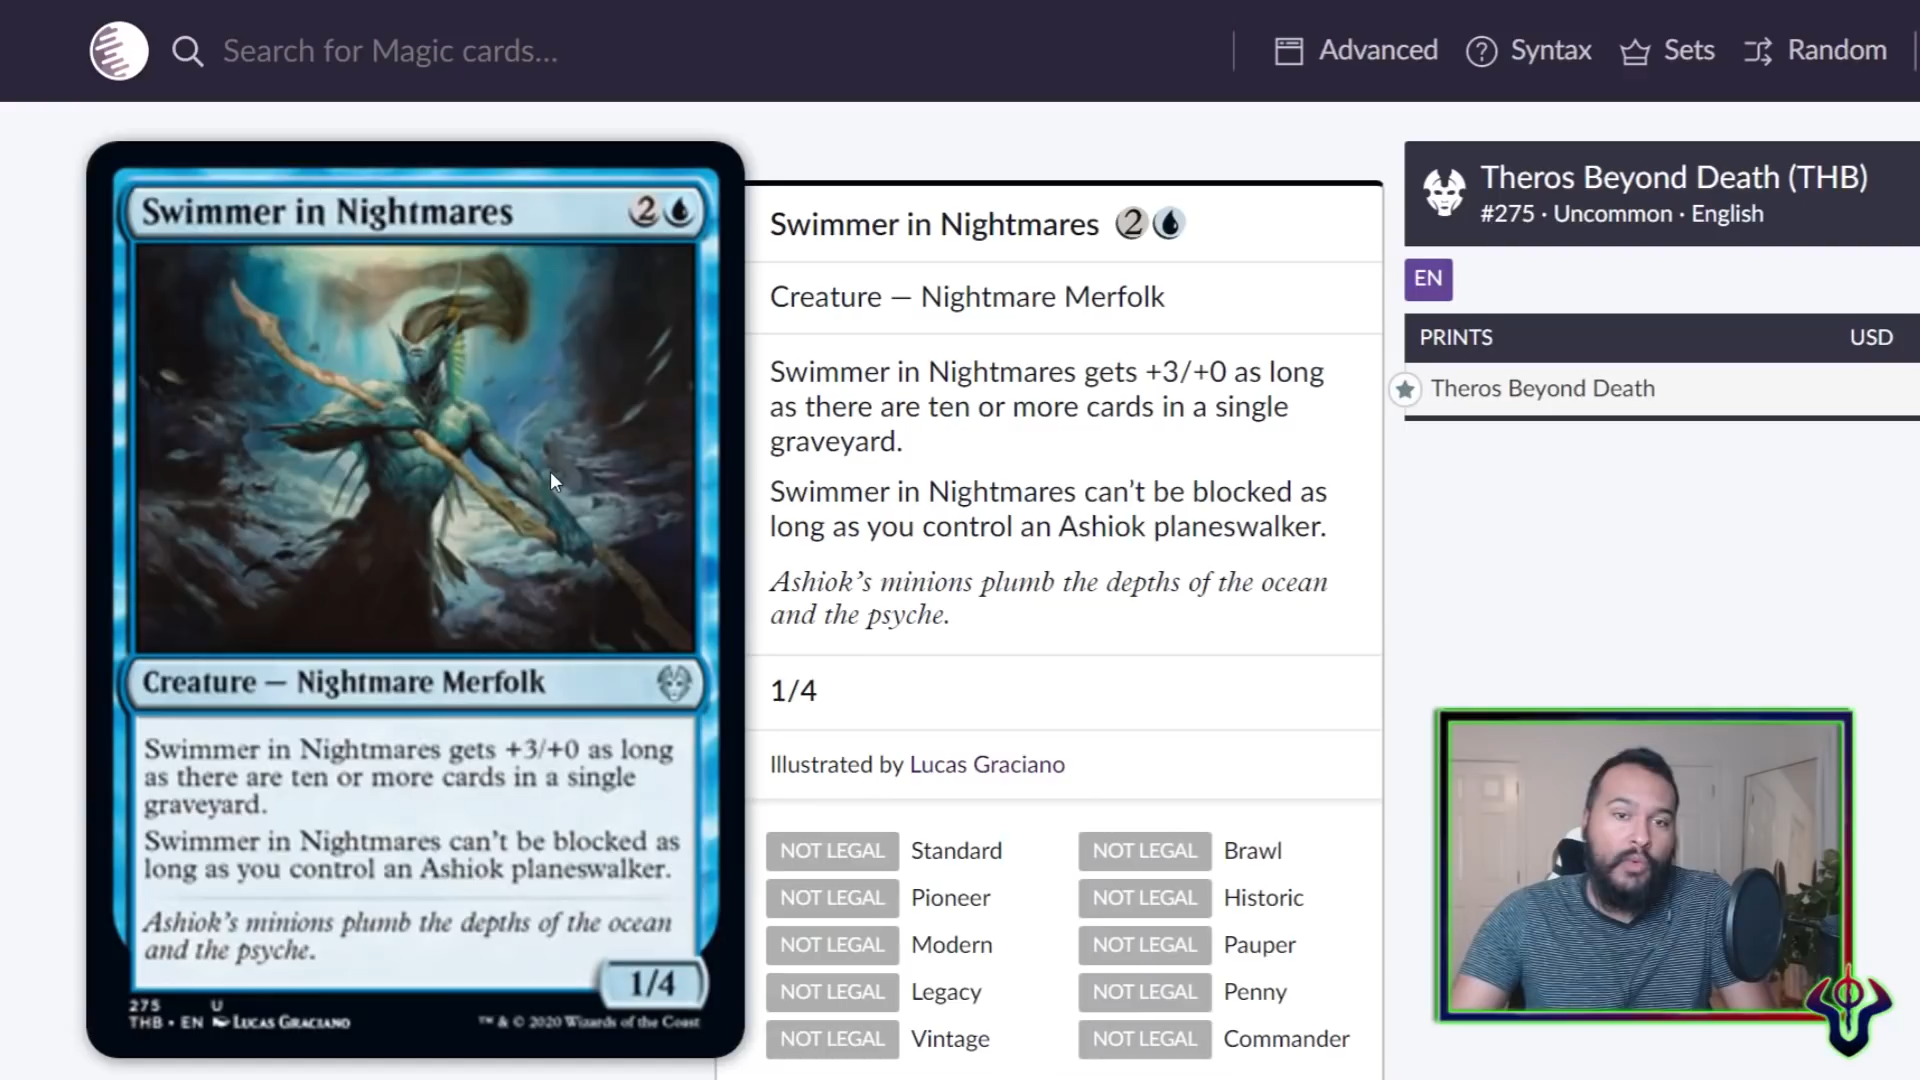 Search for Magic cards...
Advanced
Syntax
Sets
Random
Swimmer in Nightmares 2
Creature — Nightmare Merfolk
Swimmer in Nightmares gets +3/+0 as long
as there are ten or more cards in a single
graveyard.
Swimmer in Nightmares can't be blocked as
long as you control an Ashiok planeswalker.
Ashiok's minions plumb the depths of the ocean
and the psyche.
1/4
275 U
THB • EN Lucas Graciano
™ & © 2020 Wizards of the Coast
Swimmer in Nightmares 2
Creature — Nightmare Merfolk
Swimmer in Nightmares gets +3/+0 as long
as there are ten or more cards in a single
graveyard.
Swimmer in Nightmares can't be blocked as
long as you control an Ashiok planeswalker.
Ashiok's minions plumb the depths of the ocean
and the psyche.
1/4
Illustrated by Lucas Graciano
NOT LEGAL Standard NOT LEGAL Brawl
NOT LEGAL Pioneer NOT LEGAL Historic
NOT LEGAL Modern NOT LEGAL Pauper
NOT LEGAL Legacy NOT LEGAL Penny
NOT LEGAL Vintage NOT LEGAL Commander
Theros Beyond Death (THB)
#275 · Uncommon · English
EN
PRINTS USD
Theros Beyond Death